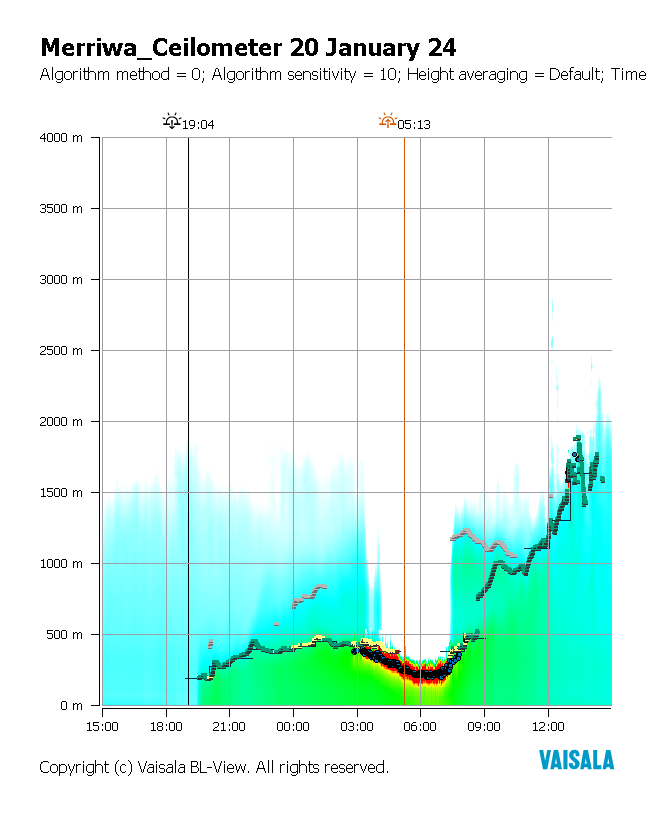 Merriwa_Ceilometer 20 January 24
Algorithm method = 0; Algorithm sensitivity = 10; Height averaging = Default; Time
19:04
05:13
4000 m
3500 m
3000 m
2500 m
2000 m
1500 m
1000 m
500 m
0 m
15:00 18:00 21:00 00:00 03:00 06:00 09:00 12:00
Copyright (c) Vaisala BL-View. All rights reserved.
VAISALA